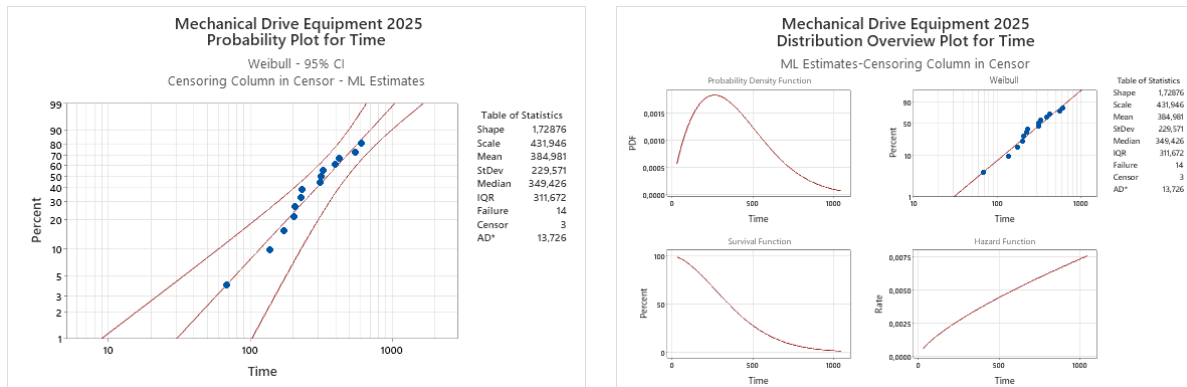 Mechanical Drive Equipment 2025
Probability Plot for Time
Weibull - 95% CI
Censoring Column in Censor - ML Estimates
99
90
80
70
60
50
40
30
20
10
5
3
2
1
Percent
10 100 1000
Time
Table of Statistics
Shape 1,72876
Scale 431,946
Mean 384,981
StDev 229,571
Median 349,426
IQR 311,672
Failure 14
Censor 3
AD* 13,726
Mechanical Drive Equipment 2025
Distribution Overview Plot for Time
ML Estimates-Censoring Column in Censor
Probability Density Function
0,0015
0,0010
0,0005
0,0000
PDF
0 500 1000
Time
Weibull
90
50
10
1
Percent
10 100 1000
Time
Table of Statistics
Shape 1,72876
Scale 431,946
Mean 384,981
StDev 229,571
Median 349,426
IQR 311,672
Failure 14
Censor 3
AD* 13,726
Survival Function
100
50
0
Percent
0 500 1000
Time
Hazard Function
0,0075
0,0050
0,0025
0,0000
Rate
0 500 1000
Time